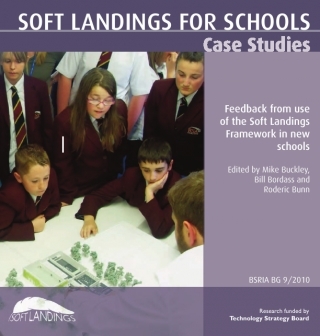 SOFT LANDINGS FOR SCHOOLS
Case Studies
Feedback from use
of the Soft Landings
Framework in new
schools
Edited by Mike Buckley,
Bill Bordass and
Roderic Bunn
BSRIA BG 9/2010
SOFT LANDINGS
Research funded by
Technology Strategy Board